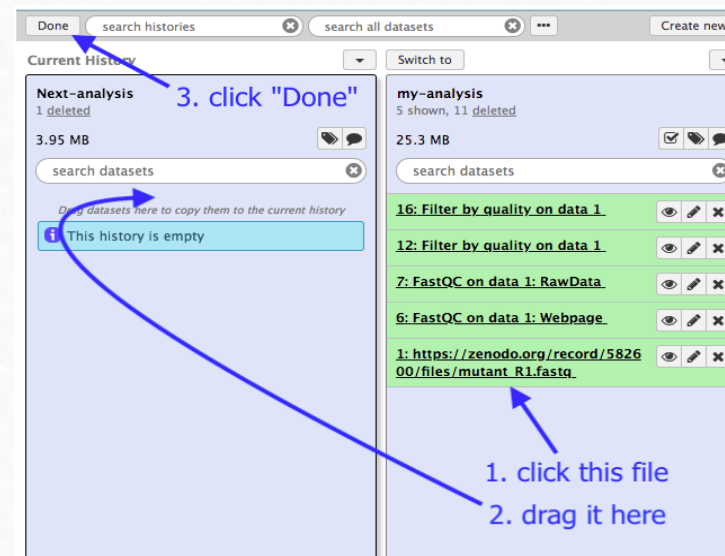 Done
search histories
search all datasets
Create new
Current History
Switch to
Next-analysis
1 deleted
3. click "Done"
3.95 MB
search datasets
Drag datasets here to copy them to the current history
This history is empty
my-analysis
5 shown, 11 deleted
25.3 MB
search datasets
16: Filter by quality on data 1
12: Filter by quality on data 1
7: FastQC on data 1: RawData
6: FastQC on data 1: Webpage
1: https://zenodo.org/record/5826
00/files/mutant_R1.fastq
1. click this file
2. drag it here